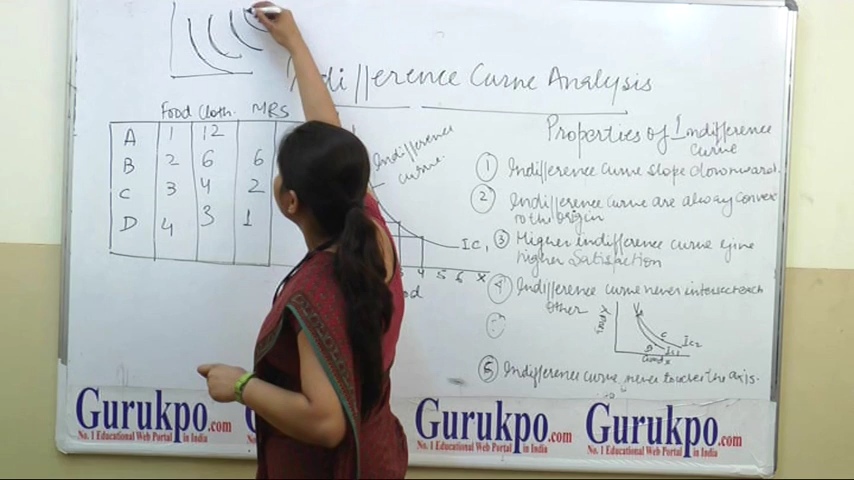 Indifference Curve Analysis
Food Cloth. MRS
A 1 12
B 2 6 6
C 3 4 2
D 4 3 1
Indifference
curve
IC1
4 5 6 X
Properties of Indifference
curve
1 Indifference curve slope downward.
2 Indifference curve are alway convex
to the origin
3 Higher indifference curve give
higher Satisfaction
4 Indifference curve never intersect each
other
A
C
B
IC2
IC1
Good X
5 Indifference curve never touches the axis.
Gurukpo.com
No. 1 Educational Web Portal in India
Gurukpo.com
No. 1 Educational Web Portal in India
Gurukpo.com
No. 1 Educational Web Portal in India